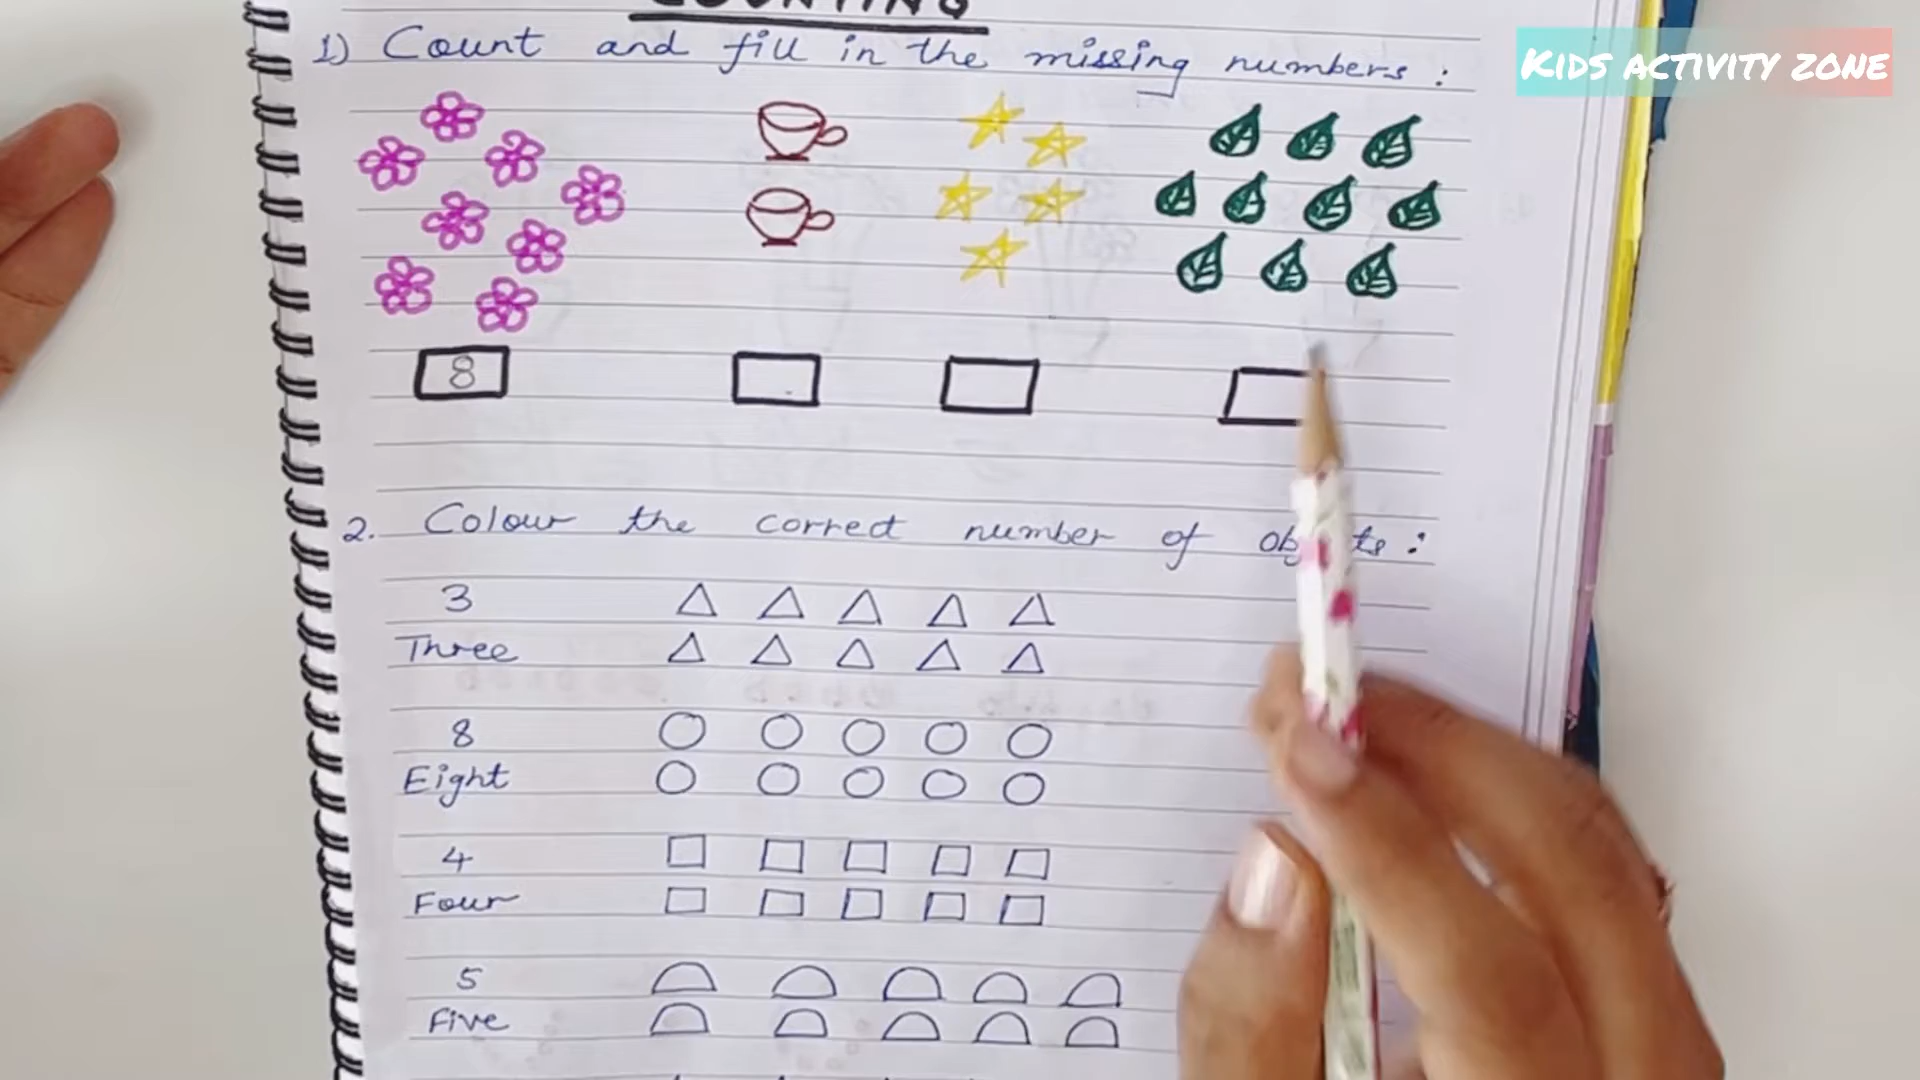 COUNTING
KIDS ACTIVITY ZONE
1) Count and fill in the missing numbers :
8
2. Colour the correct number of objects :
3
Three
8
Eight
4
Four
5
Five